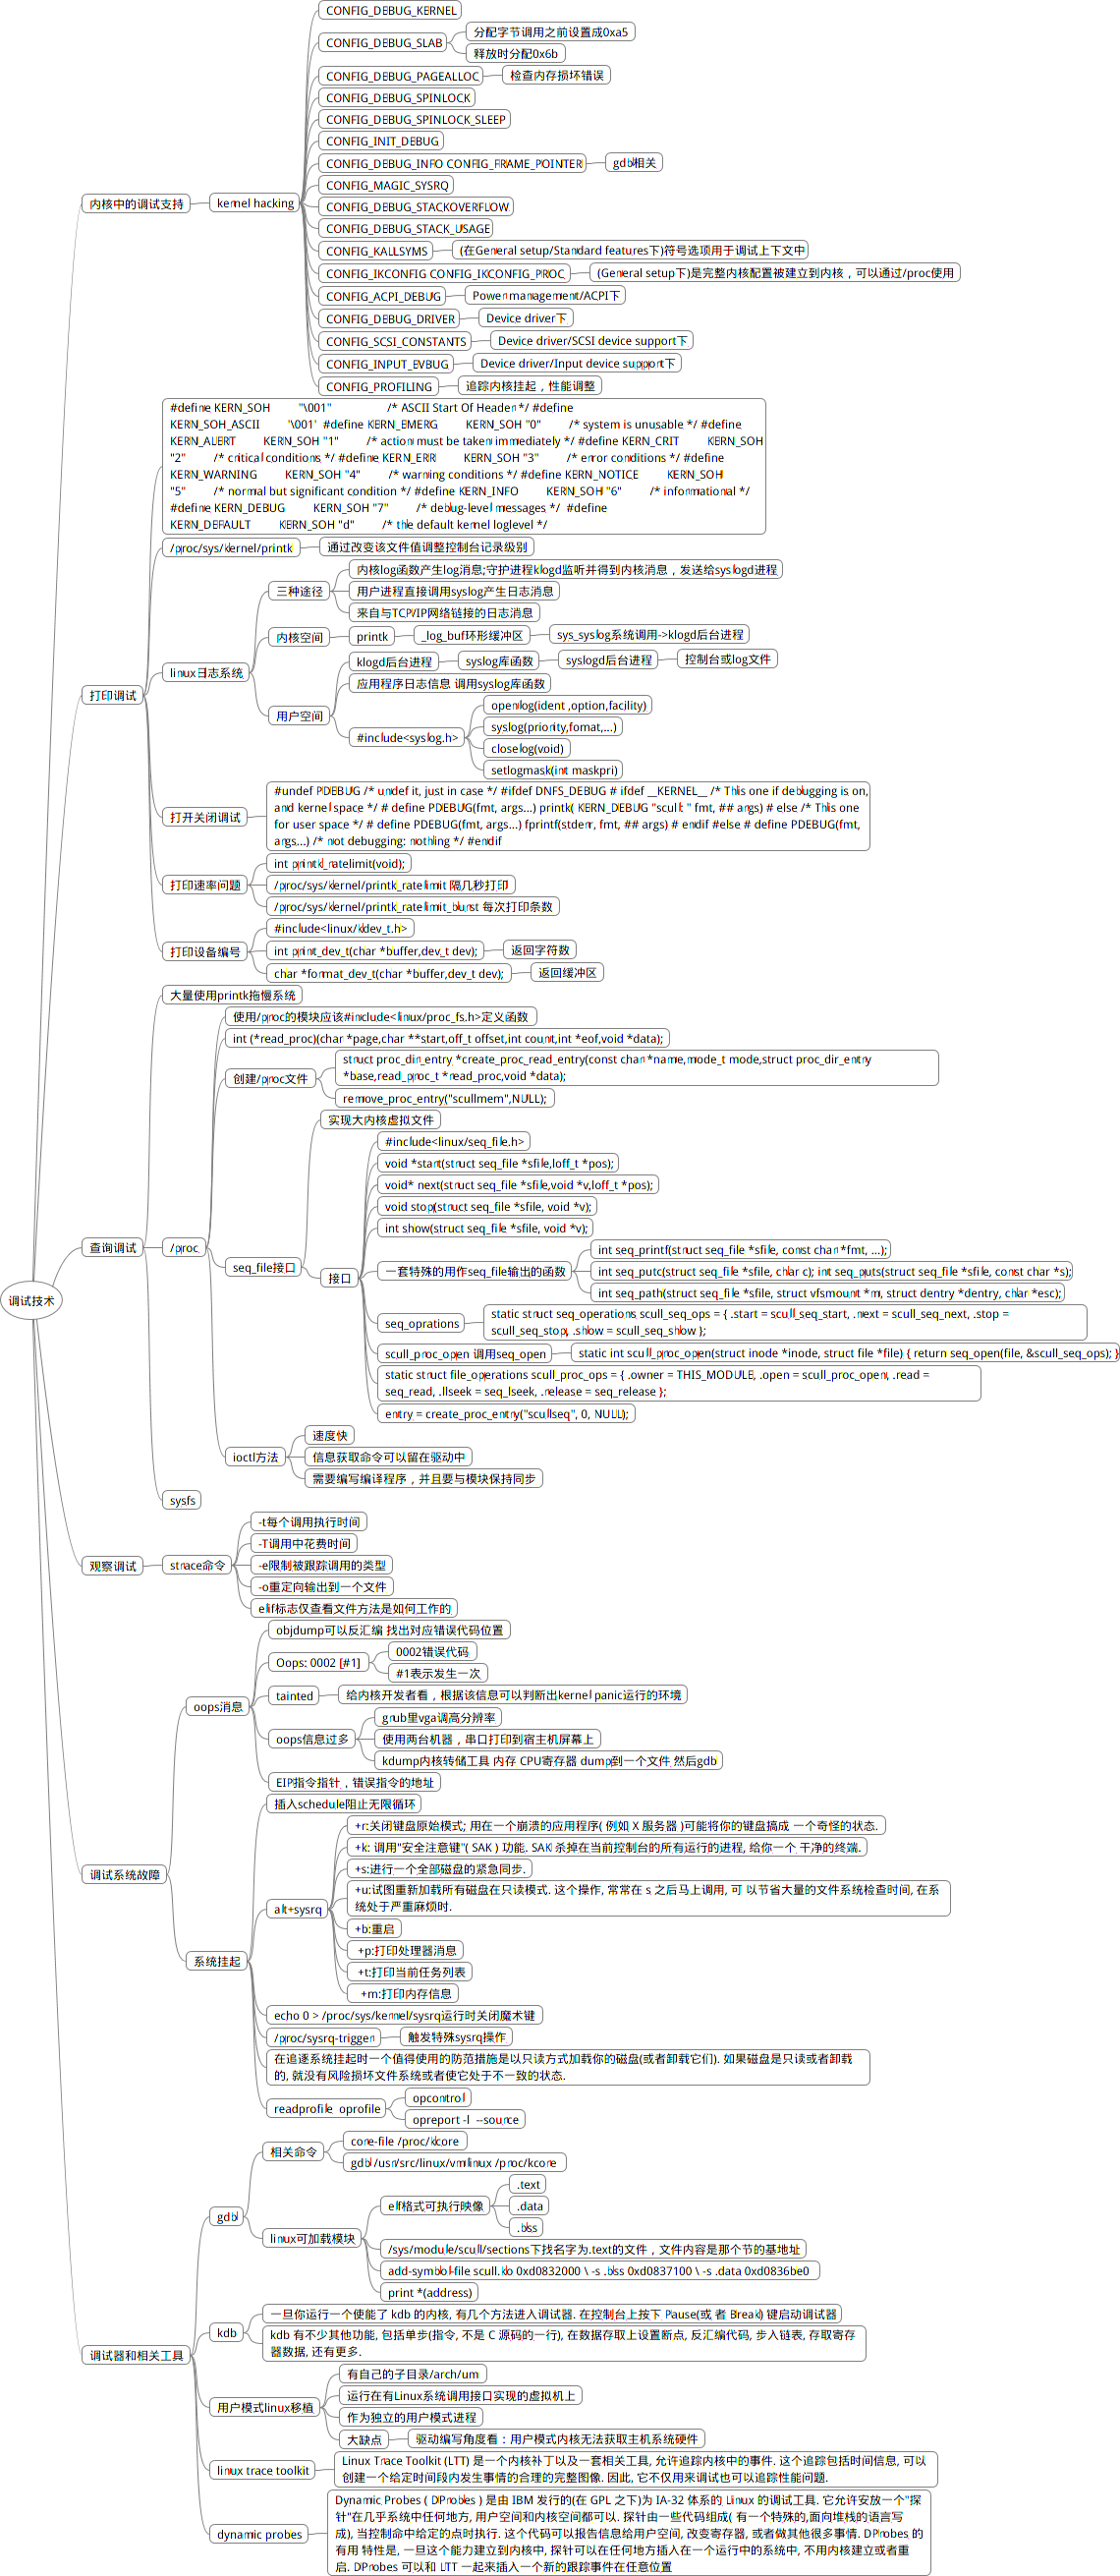 调试技术
内核中的调试支持
kernel hacking
CONFIG_DEBUG_KERNEL
CONFIG_DEBUG_SLAB
分配字节调用之前设置成0xa5
释放时分配0x6b
CONFIG_DEBUG_PAGEALLOC
检查内存损坏错误
CONFIG_DEBUG_SPINLOCK
CONFIG_DEBUG_SPINLOCK_SLEEP
CONFIG_INIT_DEBUG
CONFIG_DEBUG_INFO CONFIG_FRAME_POINTER
gdb相关
CONFIG_MAGIC_SYSRQ
CONFIG_DEBUG_STACKOVERFLOW
CONFIG_DEBUG_STACK_USAGE
CONFIG_KALLSYMS
(在General setup/Standard features下)符号选项用于调试上下文中
CONFIG_IKCONFIG CONFIG_IKCONFIG_PROC
(General setup下)是完整内核配置被建立到内核，可以通过/proc使用
CONFIG_ACPI_DEBUG
Power management/ACPI下
CONFIG_DEBUG_DRIVER
Device driver下
CONFIG_SCSI_CONSTANTS
Device driver/SCSI device support下
CONFIG_INPUT_EVBUG
Device driver/Input device support下
CONFIG_PROFILING
追踪内核挂起，性能调整
打印调试
#define KERN_SOH "\001" /* ASCII Start Of Header */ #define
KERN_SOH_ASCII '\001' #define KERN_EMERG KERN_SOH "0" /* system is unusable */ #define
KERN_ALERT KERN_SOH "1" /* action must be taken immediately */ #define KERN_CRIT KERN_SOH
"2" /* critical conditions */ #define KERN_ERR KERN_SOH "3" /* error conditions */ #define
KERN_WARNING KERN_SOH "4" /* warning conditions */ #define KERN_NOTICE KERN_SOH
"5" /* normal but significant condition */ #define KERN_INFO KERN_SOH "6" /* informational */
#define KERN_DEBUG KERN_SOH "7" /* debug-level messages */ #define
KERN_DEFAULT KERN_SOH "d" /* the default kernel loglevel */
/proc/sys/kernel/printk
通过改变该文件值调整控制台记录级别
linux日志系统
三种途径
内核log函数产生log消息;守护进程klogd监听并得到内核消息，发送给syslogd进程
用户进程直接调用syslog产生日志消息
来自与TCP/IP网络链接的日志消息
内核空间
printk
_log_buf环形缓冲区
sys_syslog系统调用->klogd后台进程
用户空间
klogd后台进程
syslog库函数
syslogd后台进程
控制台或log文件
应用程序日志信息 调用syslog库函数
#include<syslog.h>
openlog(ident ,option,facility)
syslog(priority,fomat,...)
closelog(void)
setlogmask(int maskpri)
打开关闭调试
#undef PDEBUG /* undef it, just in case */ #ifdef DNFS_DEBUG # ifdef __KERNEL__ /* This one if debugging is on,
and kernel space */ # define PDEBUG(fmt, args...) printk( KERN_DEBUG "scull: " fmt, ## args) # else /* This one
for user space */ # define PDEBUG(fmt, args...) fprintf(stderr, fmt, ## args) # endif #else # define PDEBUG(fmt,
args...) /* not debugging: nothing */ #endif
打印速率问题
int printk_ratelimit(void);
/proc/sys/kernel/printk_ratelimit 隔几秒打印
/proc/sys/kernel/printk_ratelimit_burst 每次打印条数
打印设备编号
#include<linux/kdev_t.h>
int print_dev_t(char *buffer,dev_t dev);
返回字符数
char *format_dev_t(char *buffer,dev_t dev);
返回缓冲区
查询调试
大量使用printk拖慢系统
/proc
使用/proc的模块应该#include<linux/proc_fs.h>定义函数
int (*read_proc)(char *page,char **start,off_t offset,int count,int *eof,void *data);
创建/proc文件
struct proc_dir_entry *create_proc_read_entry(const char *name,mode_t mode,struct proc_dir_entry
*base,read_proc_t *read_proc,void *data);
remove_proc_entry("scullmem",NULL);
seq_file接口
实现大内核虚拟文件
接口
#include<linux/seq_file.h>
void *start(struct seq_file *sfile,loff_t *pos);
void* next(struct seq_file *sfile,void *v,loff_t *pos);
void stop(struct seq_file *sfile, void *v);
int show(struct seq_file *sfile, void *v);
一套特殊的用作seq_file输出的函数
int seq_printf(struct seq_file *sfile, const char *fmt, ...);
int seq_putc(struct seq_file *sfile, char c); int seq_puts(struct seq_file *sfile, const char *s);
int seq_path(struct seq_file *sfile, struct vfsmount *m, struct dentry *dentry, char *esc);
seq_oprations
static struct seq_operations scull_seq_ops = { .start = scull_seq_start, .next = scull_seq_next, .stop =
scull_seq_stop, .show = scull_seq_show };
scull_proc_open 调用seq_open
static int scull_proc_open(struct inode *inode, struct file *file) { return seq_open(file, &scull_seq_ops); }
static struct file_operations scull_proc_ops = { .owner = THIS_MODULE, .open = scull_proc_open, .read =
seq_read, .llseek = seq_lseek, .release = seq_release };
entry = create_proc_entry("scullseq", 0, NULL);
ioctl方法
速度快
信息获取命令可以留在驱动中
需要编写编译程序，并且要与模块保持同步
sysfs
观察调试
strace命令
-t每个调用执行时间
-T调用中花费时间
-e限制被跟踪调用的类型
-o重定向输出到一个文件
elif标志仅查看文件方法是如何工作的
调试系统故障
oops消息
objdump可以反汇编 找出对应错误代码位置
Oops: 0002 [#1]
0002错误代码
#1表示发生一次
tainted
给内核开发者看，根据该信息可以判断出kernel panic运行的环境
oops信息过多
grub里vga调高分辨率
使用两台机器，串口打印到宿主机屏幕上
kdump内核转储工具 内存 CPU寄存器 dump到一个文件 然后gdb
EIP指令指针，错误指令的地址
系统挂起
插入schedule阻止无限循环
alt+sysrq
+r:关闭键盘原始模式; 用在一个崩溃的应用程序( 例如 X 服务器 )可能将你的键盘搞成 一个奇怪的状态.
+k: 调用"安全注意键"( SAK ) 功能. SAK 杀掉在当前控制台的所有运行的进程, 给你一个 干净的终端.
+s:进行一个全部磁盘的紧急同步.
+u:试图重新加载所有磁盘在只读模式. 这个操作, 常常在 s 之后马上调用, 可 以节省大量的文件系统检查时间, 在系
统处于严重麻烦时.
+b:重启
+p:打印处理器消息
+t:打印当前任务列表
+m:打印内存信息
echo 0 > /proc/sys/kernel/sysrq运行时关闭魔术键
/proc/sysrq-trigger
触发特殊sysrq操作
在追逐系统挂起时一个值得使用的防范措施是以只读方式加载你的磁盘(或者卸载它们). 如果磁盘是只读或者卸载
的, 就没有风险损坏文件系统或者使它处于不一致的状态.
readprofile oprofile
opcontrol
opreport -l --source
调试器和相关工具
gdb
相关命令
core-file /proc/kcore
gdb /usr/src/linux/vmlinux /proc/kcore
linux可加载模块
elf格式可执行映像
.text
.data
.bss
/sys/module/scull/sections下找名字为.text的文件，文件内容是那个节的基地址
add-symbol-file scull.ko 0xd0832000 \ -s .bss 0xd0837100 \ -s .data 0xd0836be0
print *(address)
kdb
一旦你运行一个使能了 kdb 的内核, 有几个方法进入调试器. 在控制台上按下 Pause(或 者 Break) 键启动调试器
kdb 有不少其他功能, 包括单步(指令, 不是 C 源码的一行), 在数据存取上设置断点, 反汇编代码, 步入链表, 存取寄存
器数据, 还有更多.
用户模式linux移植
有自己的子目录/arch/um
运行在有Linux系统调用接口实现的虚拟机上
作为独立的用户模式进程
大缺点
驱动编写角度看：用户模式内核无法获取主机系统硬件
linux trace toolkit
Linux Trace Toolkit (LTT) 是一个内核补丁以及一套相关工具, 允许追踪内核中的事件. 这个追踪包括时间信息, 可以
创建一个给定时间段内发生事情的合理的完整图像. 因此, 它不仅用来调试也可以追踪性能问题.
dynamic probes
Dynamic Probes ( DProbes ) 是由 IBM 发行的(在 GPL 之下)为 IA-32 体系的 Linux 的调试工具. 它允许安放一个"探
针"在几乎系统中任何地方, 用户空间和内核空间都可以. 探针由一些代码组成( 有一个特殊的,面向堆栈的语言写
成), 当控制命中给定的点时执行. 这个代码可以报告信息给用户空间, 改变寄存器, 或者做其他很多事情. DProbes 的
有用 特性是, 一旦这个能力建立到内核中, 探针可以在任何地方插入在一个运行中的系统中, 不用内核建立或者重
启. DProbes 可以和 LTT 一起来插入一个新的跟踪事件在任意位置